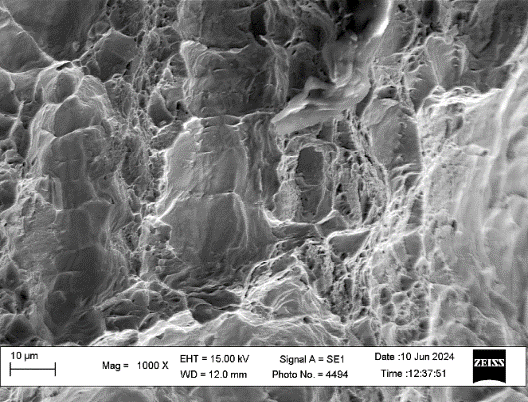 10 µm
Mag = 1000 X
EHT = 15.00 kV
WD = 12.0 mm
Signal A = SE1
Photo No. = 4494
Date :10 Jun 2024
Time :12:37:51
ZEISS